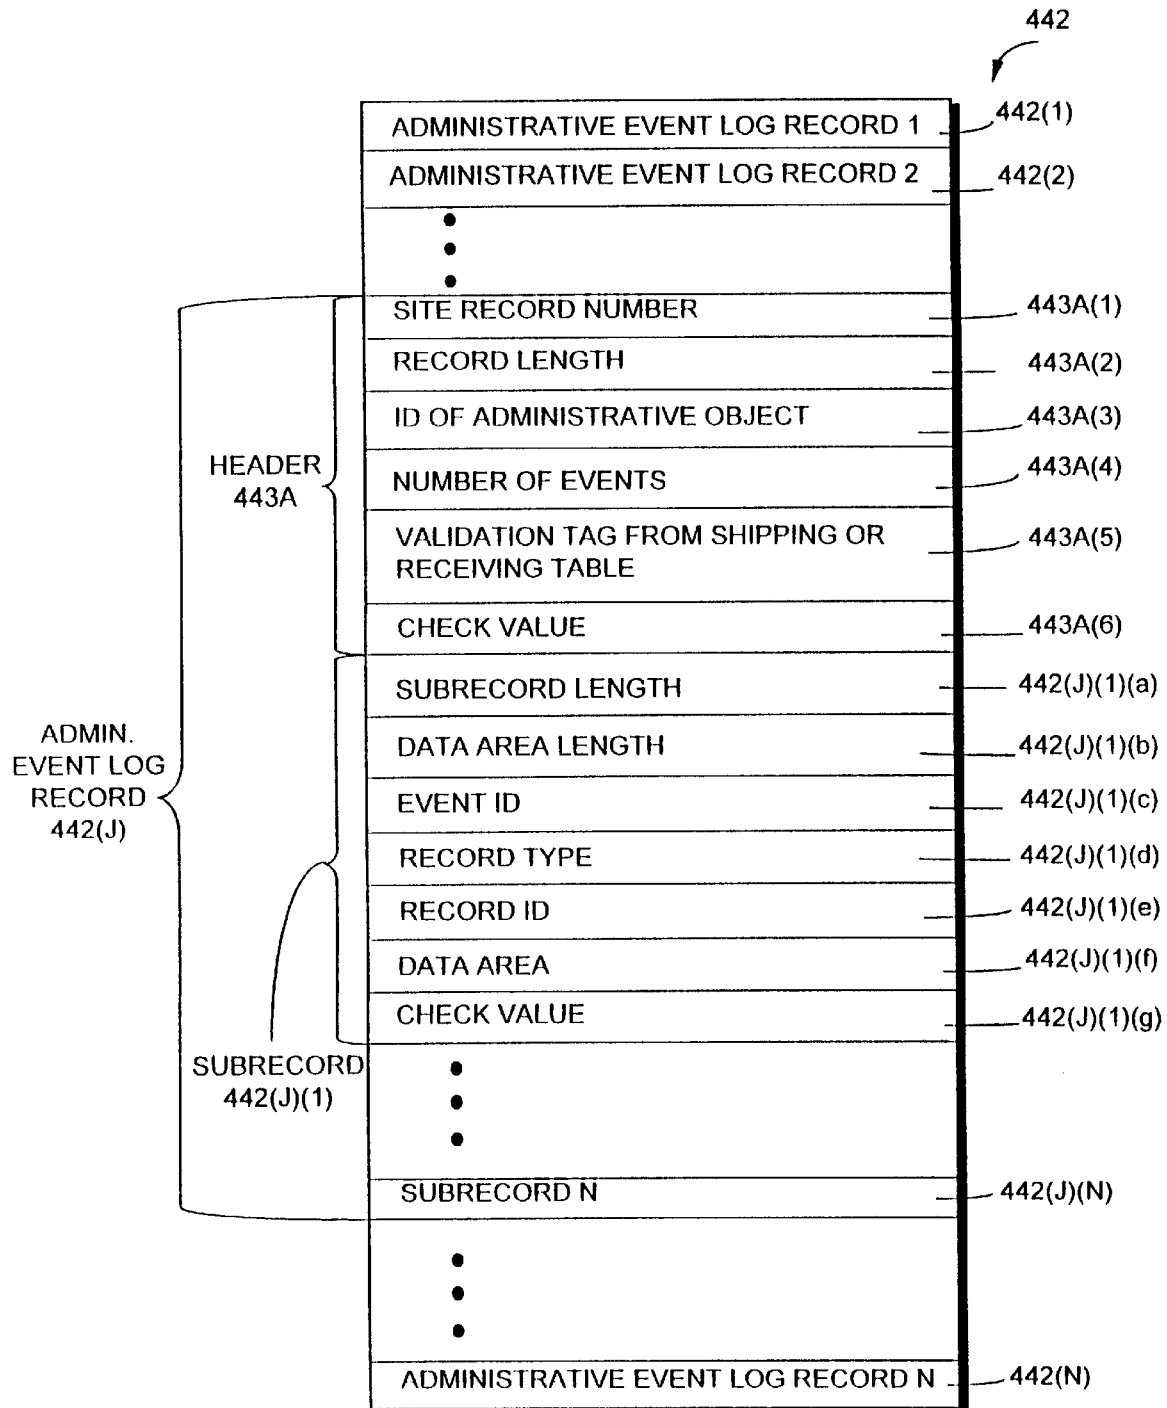 442
ADMINISTRATIVE EVENT LOG RECORD 1 442(1)
ADMINISTRATIVE EVENT LOG RECORD 2 442(2)
SITE RECORD NUMBER 443A(1)
RECORD LENGTH 443A(2)
ID OF ADMINISTRATIVE OBJECT 443A(3)
HEADER
443A
NUMBER OF EVENTS 443A(4)
VALIDATION TAG FROM SHIPPING OR
RECEIVING TABLE
443A(5)
CHECK VALUE 443A(6)
SUBRECORD LENGTH 442(J)(1)(a)
ADMIN.
EVENT LOG
RECORD
442(J)
DATA AREA LENGTH 442(J)(1)(b)
EVENT ID 442(J)(1)(c)
RECORD TYPE 442(J)(1)(d)
RECORD ID 442(J)(1)(e)
DATA AREA 442(J)(1)(f)
CHECK VALUE 442(J)(1)(g)
SUBRECORD
442(J)(1)
SUBRECORD N 442(J)(N)
ADMINISTRATIVE EVENT LOG RECORD N 442(N)